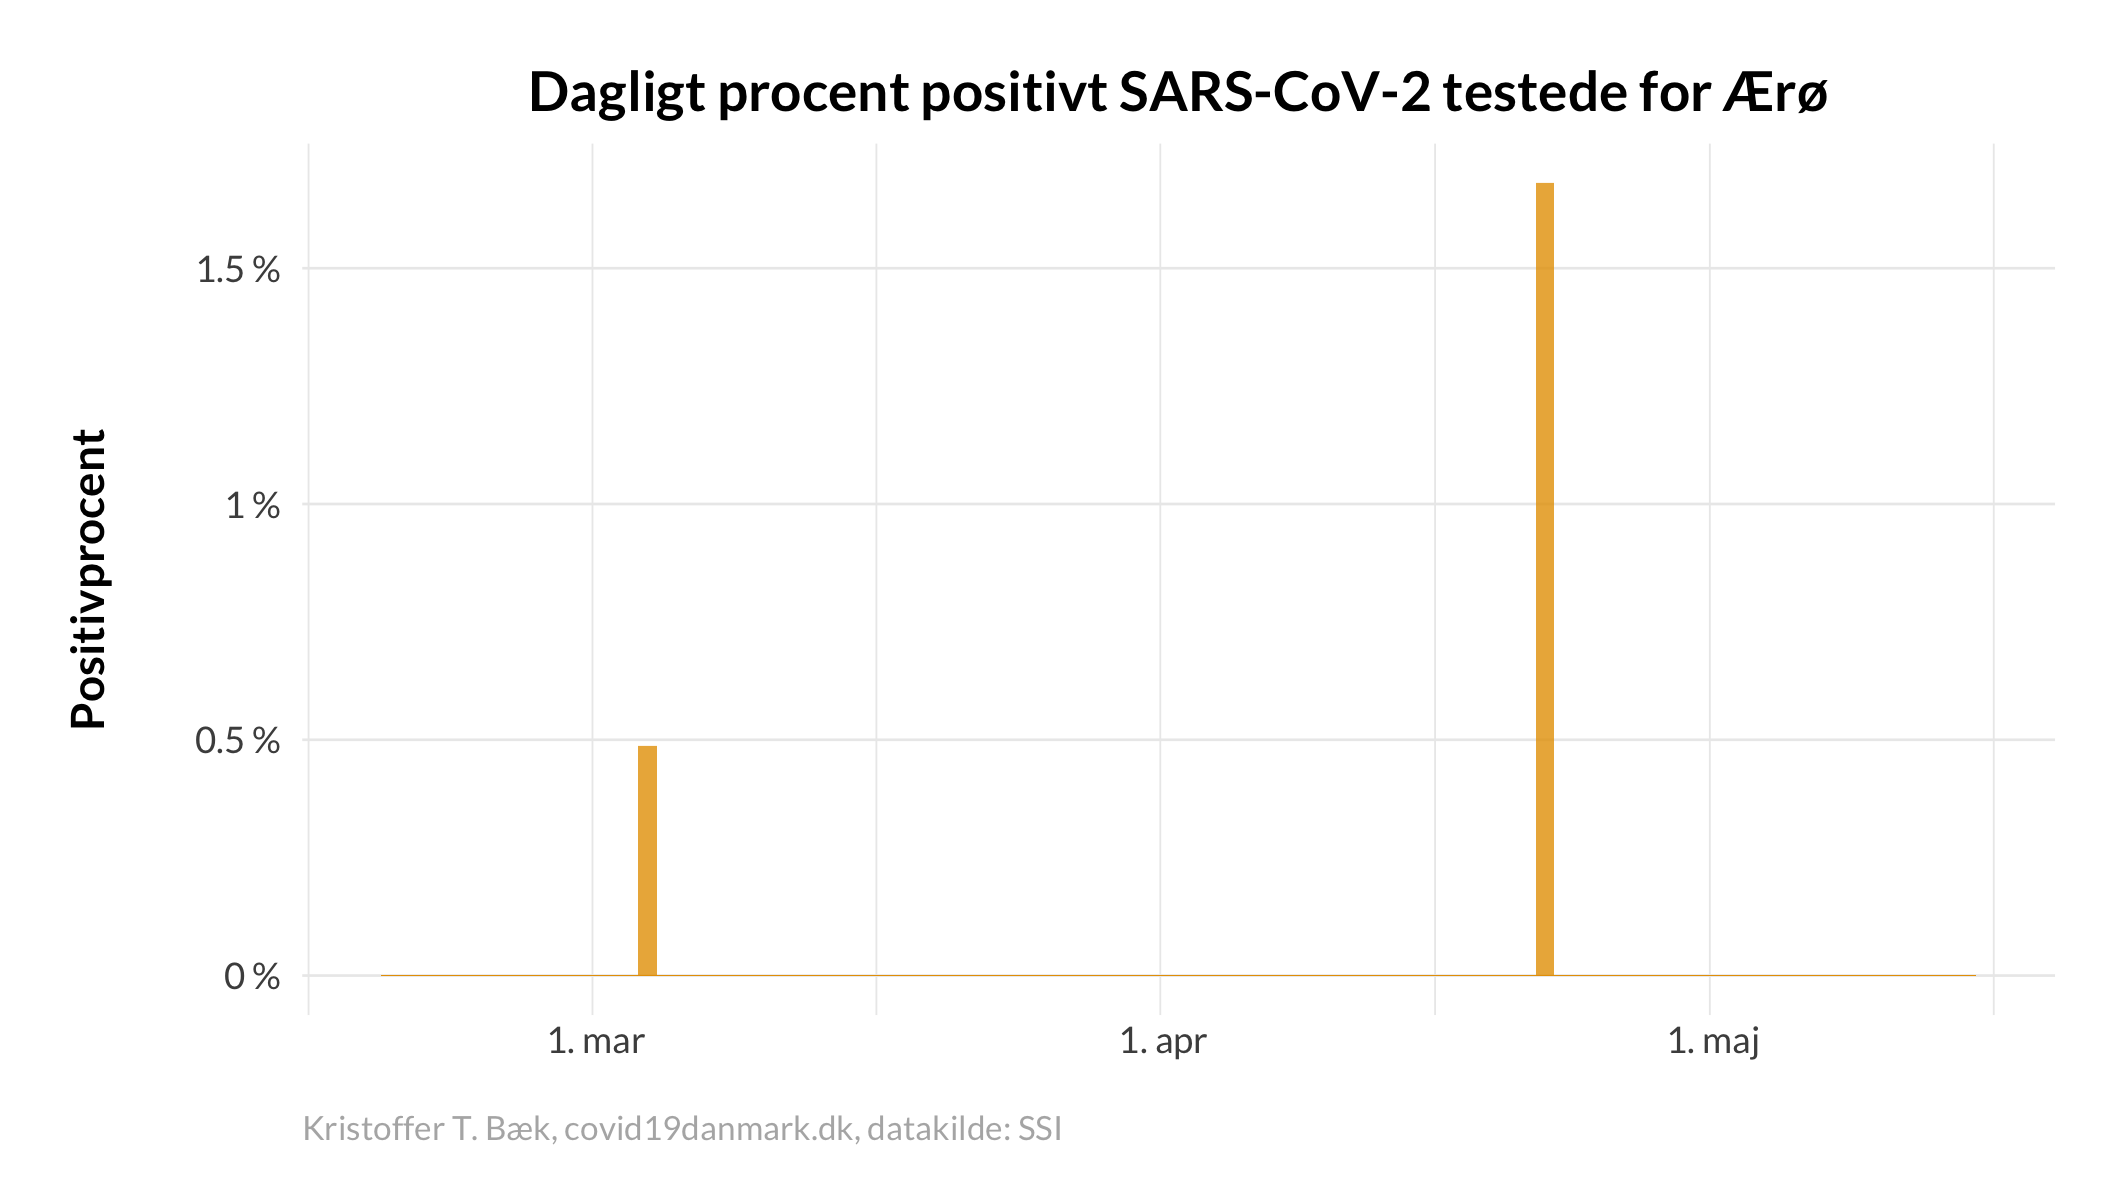 Dagligt procent positivt SARS-CoV-2 testede for Ærø
Positivprocent
1.5 %
1 %
0.5 %
0 %
1. mar
1. apr
1. maj
Kristoffer T. Bæk, covid19danmark.dk, datakilde: SSI